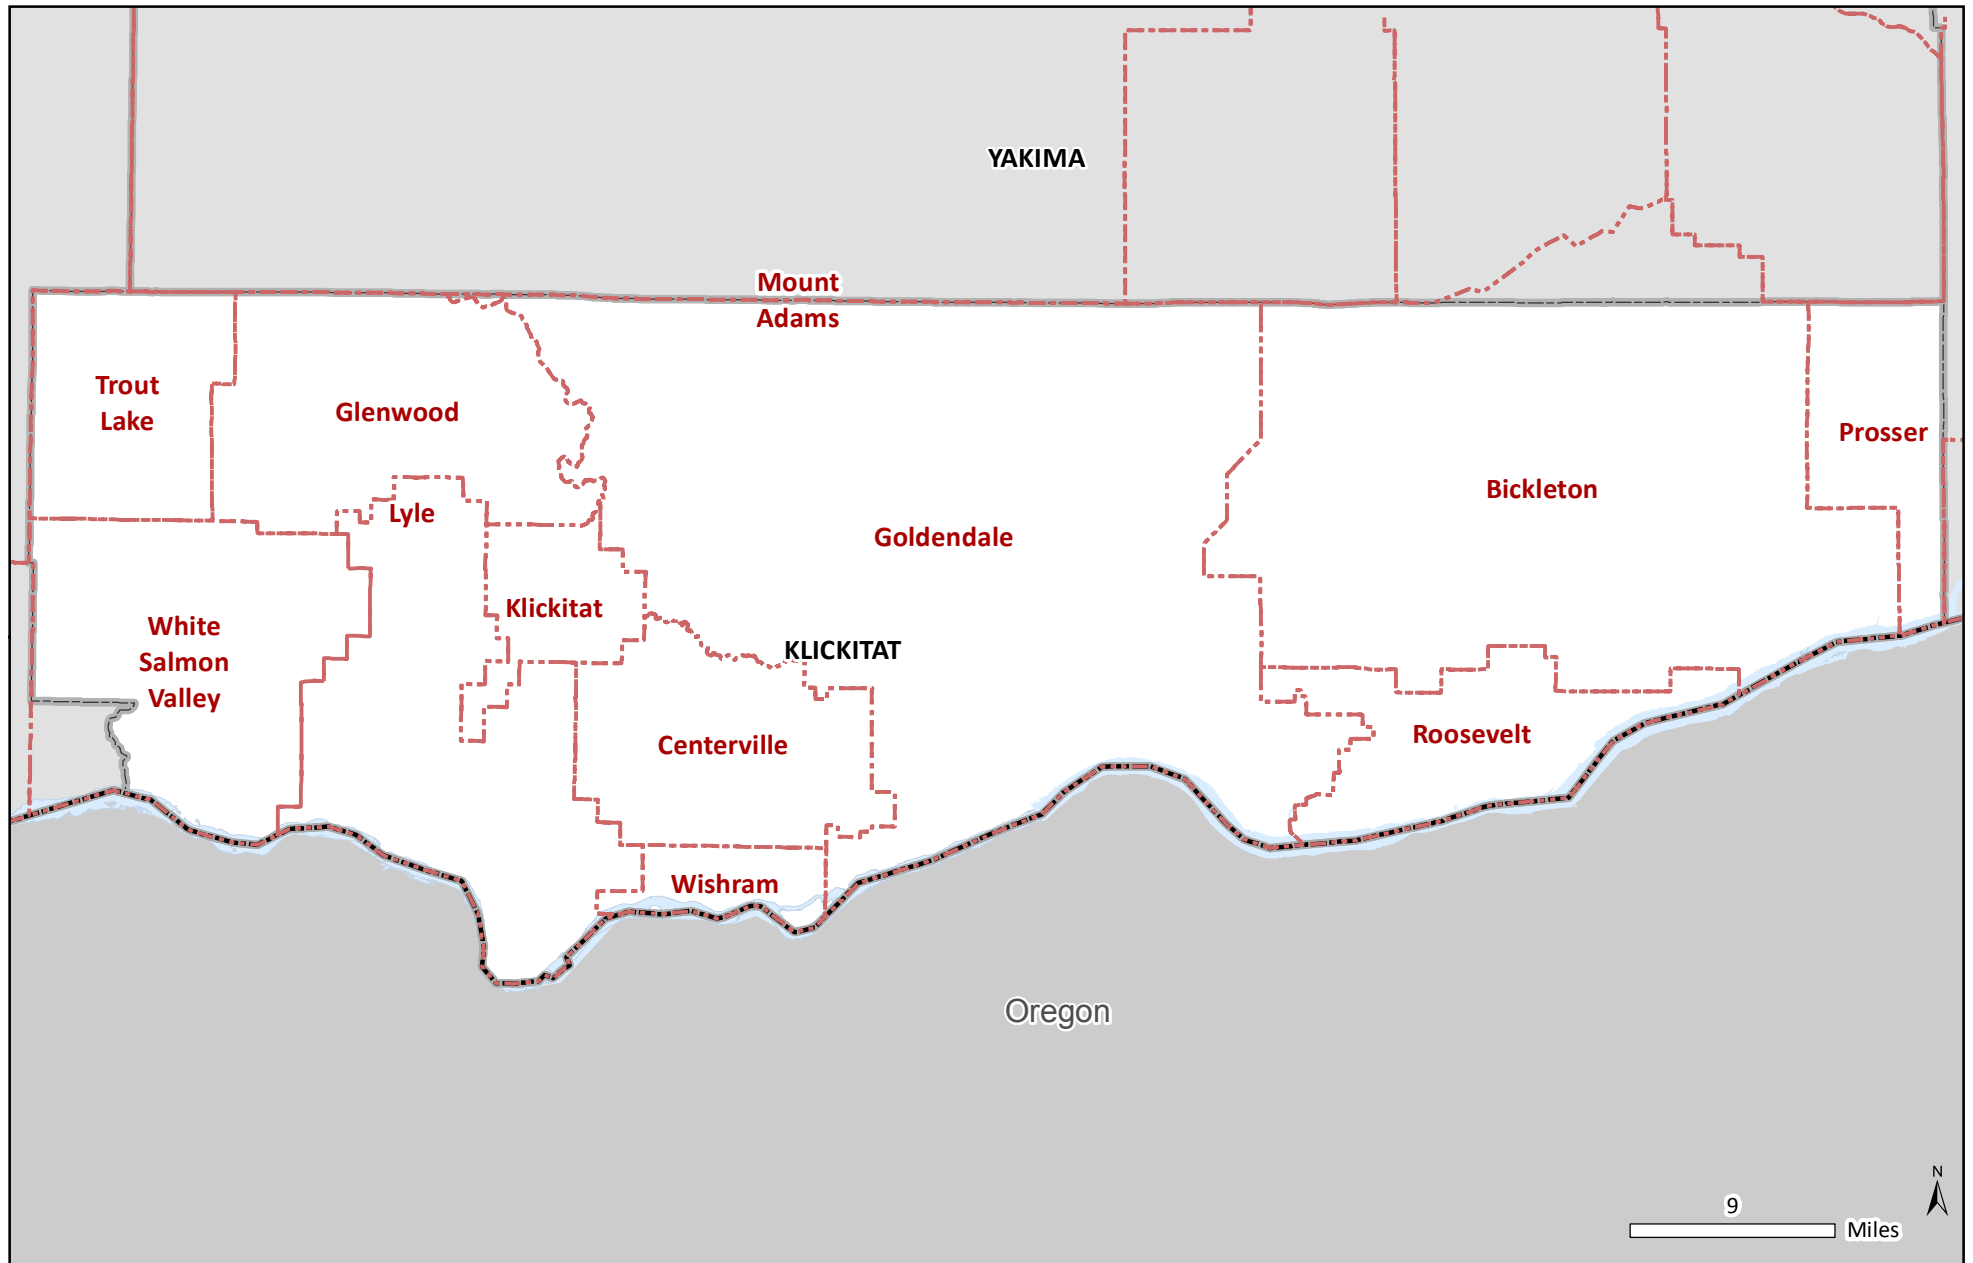 YAKIMA
Mount
Adams
Trout
Lake
Glenwood
Prosser
Bickleton
Lyle
Goldendale
Klickitat
White
Salmon
Valley
KLICKITAT
Roosevelt
Centerville
Wishram
Oregon
N
9
Miles